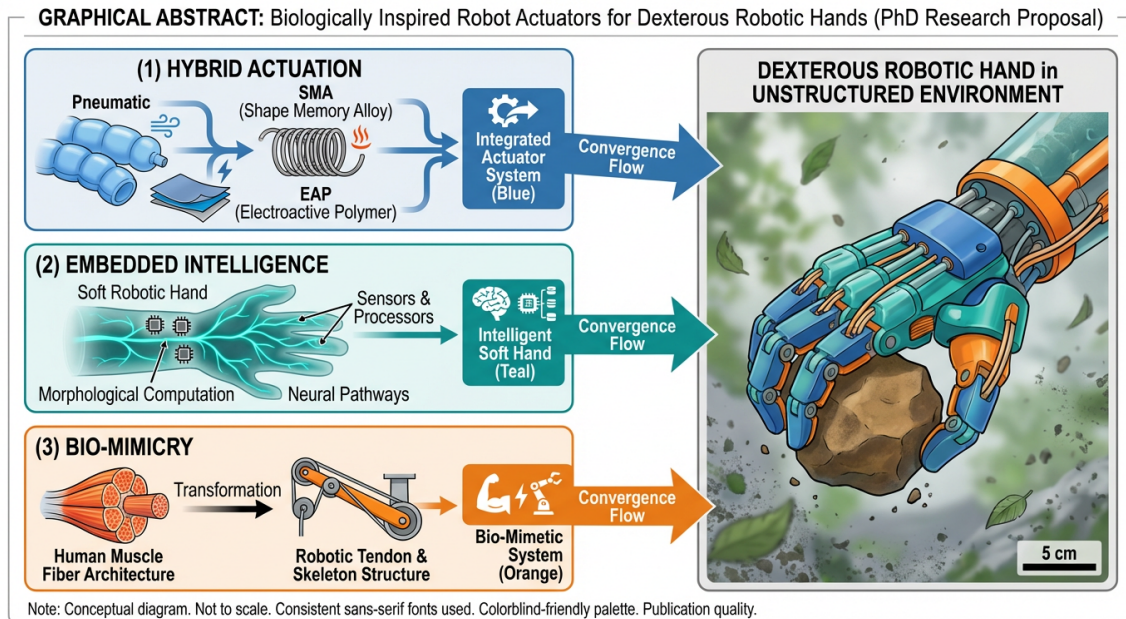 GRAPHICAL ABSTRACT: Biologically Inspired Robot Actuators for Dexterous Robotic Hands (PhD Research Proposal)
(1) HYBRID ACTUATION
Pneumatic
SMA
(Shape Memory Alloy)
EAP
(Electroactive Polymer)
Integrated
Actuator
System
(Blue)
Convergence
Flow
(2) EMBEDDED INTELLIGENCE
Soft Robotic Hand
Sensors &
Processors
Morphological Computation
Neural Pathways
Intelligent
Soft Hand
(Teal)
Convergence
Flow
(3) BIO-MIMICRY
Transformation
Human Muscle
Fiber Architecture
Robotic Tendon &
Skeleton Structure
Bio-Mimetic
System
(Orange)
Convergence
Flow
DEXTEROUS ROBOTIC HAND in
UNSTRUCTURED ENVIRONMENT
5 cm
Note: Conceptual diagram. Not to scale. Consistent sans-serif fonts used. Colorblind-friendly palette. Publication quality.